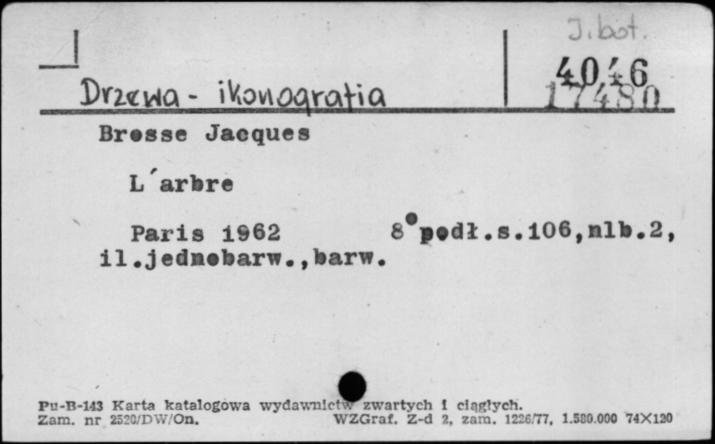 J. bot.
4046
17480
Drzewa - ikonografia
Brosse Jacques
L´arbre
Paris 1962 8° podł.s.106,nlb.2,
il.jednobarw.,barw.
Pu-B-143 Karta katalogowa wydawnictw zwartych i ciągłych.
Zam. nr 2520/DW/On. WZGraf. Z-d 2, zam. 1226/77, 1.580.000 74X120